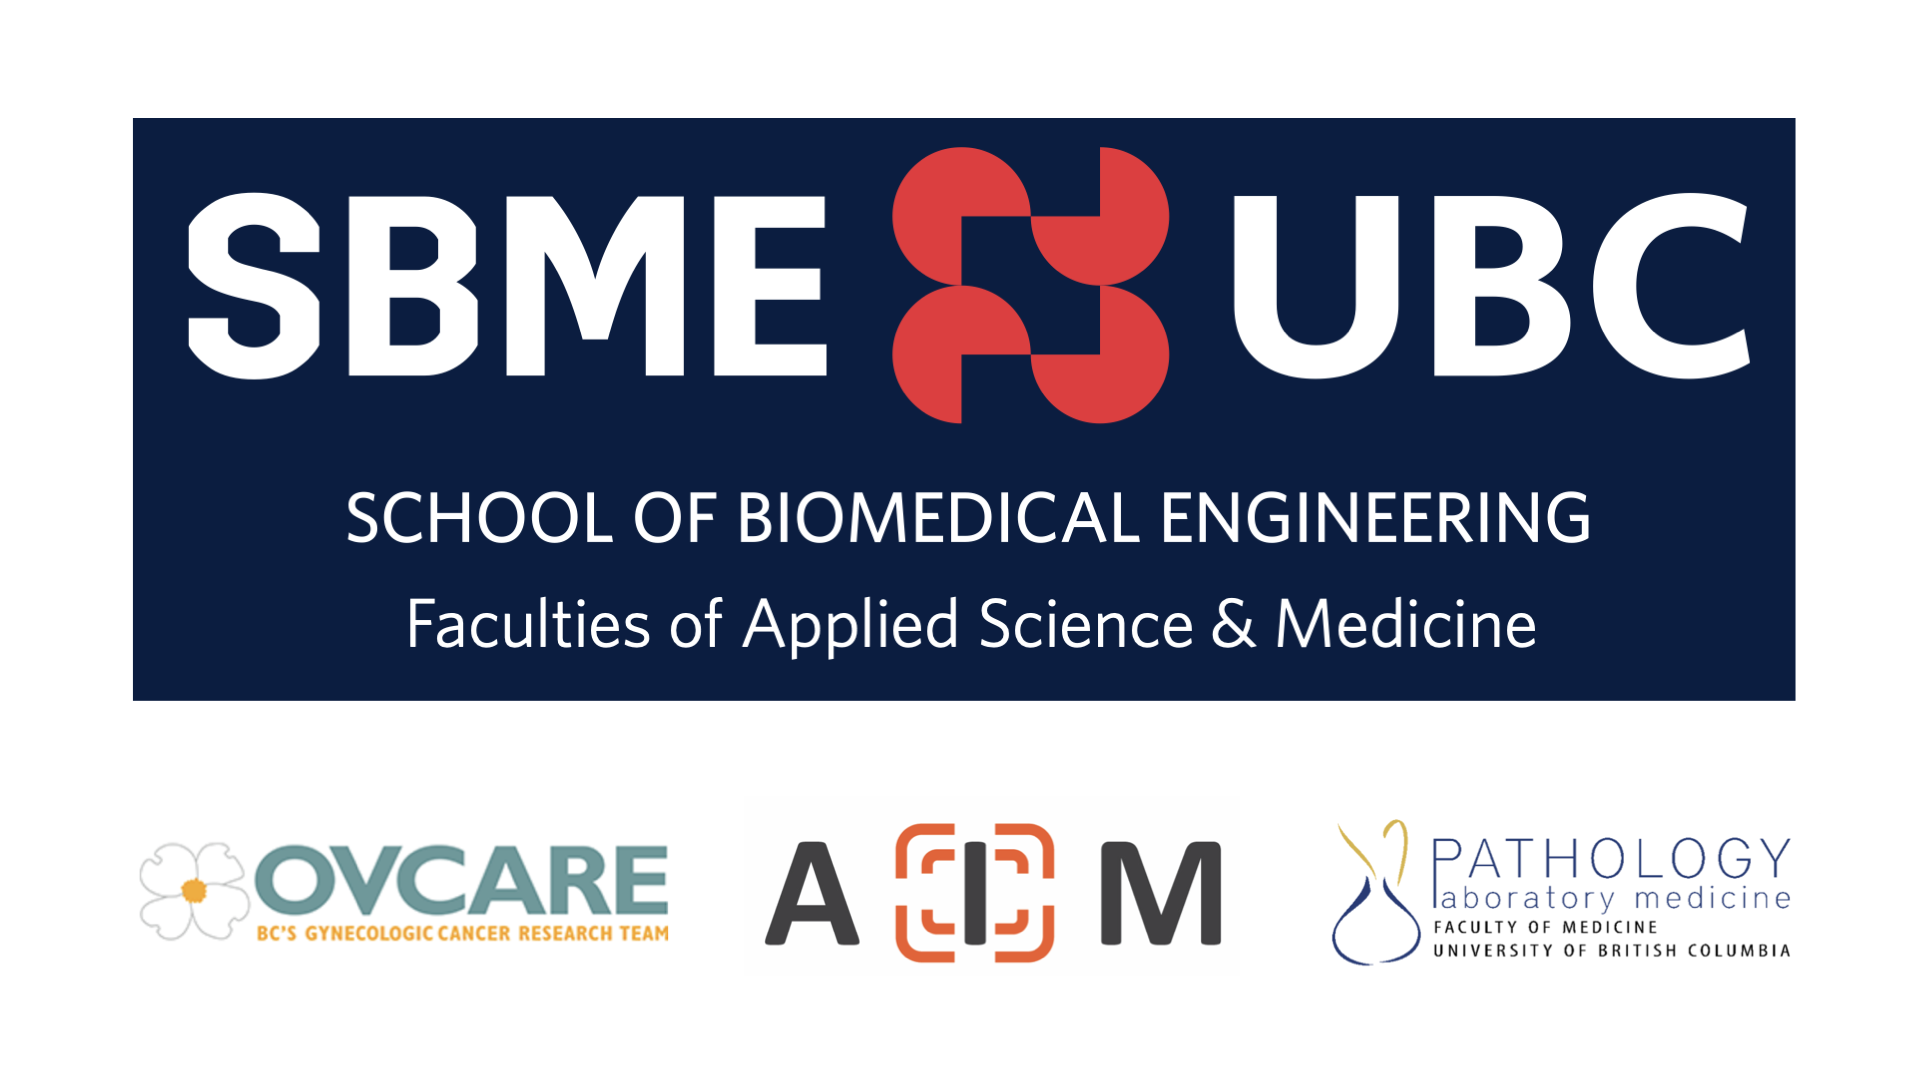 SBME UBC
SCHOOL OF BIOMEDICAL ENGINEERING
Faculties of Applied Science & Medicine
OVCARE
BC'S GYNECOLOGIC CANCER RESEARCH TEAM
A I M
PATHOLOGY
laboratory medicine
FACULTY OF MEDICINE
UNIVERSITY OF BRITISH COLUMBIA